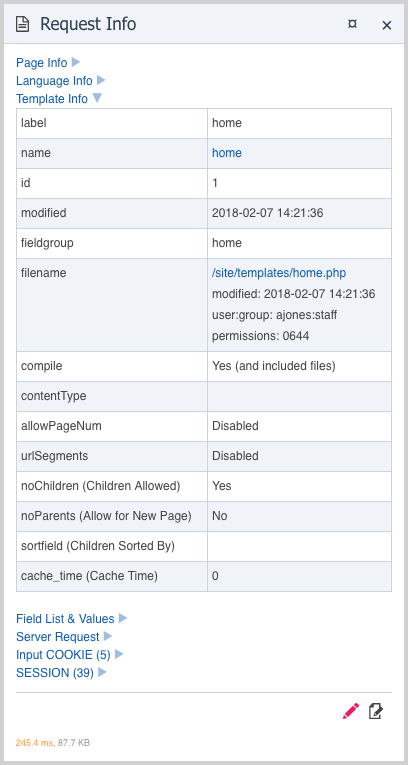 Request Info
Page Info
Language Info
Template Info
label home
name home
id 1
modified 2018-02-07 14:21:36
fieldgroup home
filename /site/templates/home.php
modified: 2018-02-07 14:21:36
user:group: ajones:staff
permissions: 0644
compile Yes (and included files)
contentType
allowPageNum Disabled
urlSegments Disabled
noChildren (Children Allowed) Yes
noParents (Allow for New Page) No
sortfield (Children Sorted By)
cache_time (Cache Time) 0
Field List & Values
Server Request
Input COOKIE (5)
SESSION (39)
245.4 ms, 87.7 KB